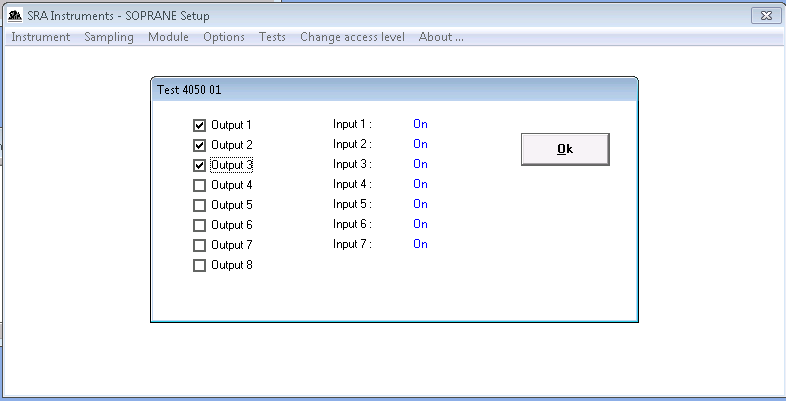 SRA Instruments - SOPRANE Setup
Instrument Sampling Module Options Tests Change access level About ...
Test 4050 01
Output 1 Input 1 : On
Output 2 Input 2 : On
Output 3 Input 3 : On
Output 4 Input 4 : On
Output 5 Input 5 : On
Output 6 Input 6 : On
Output 7 Input 7 : On
Output 8
Ok